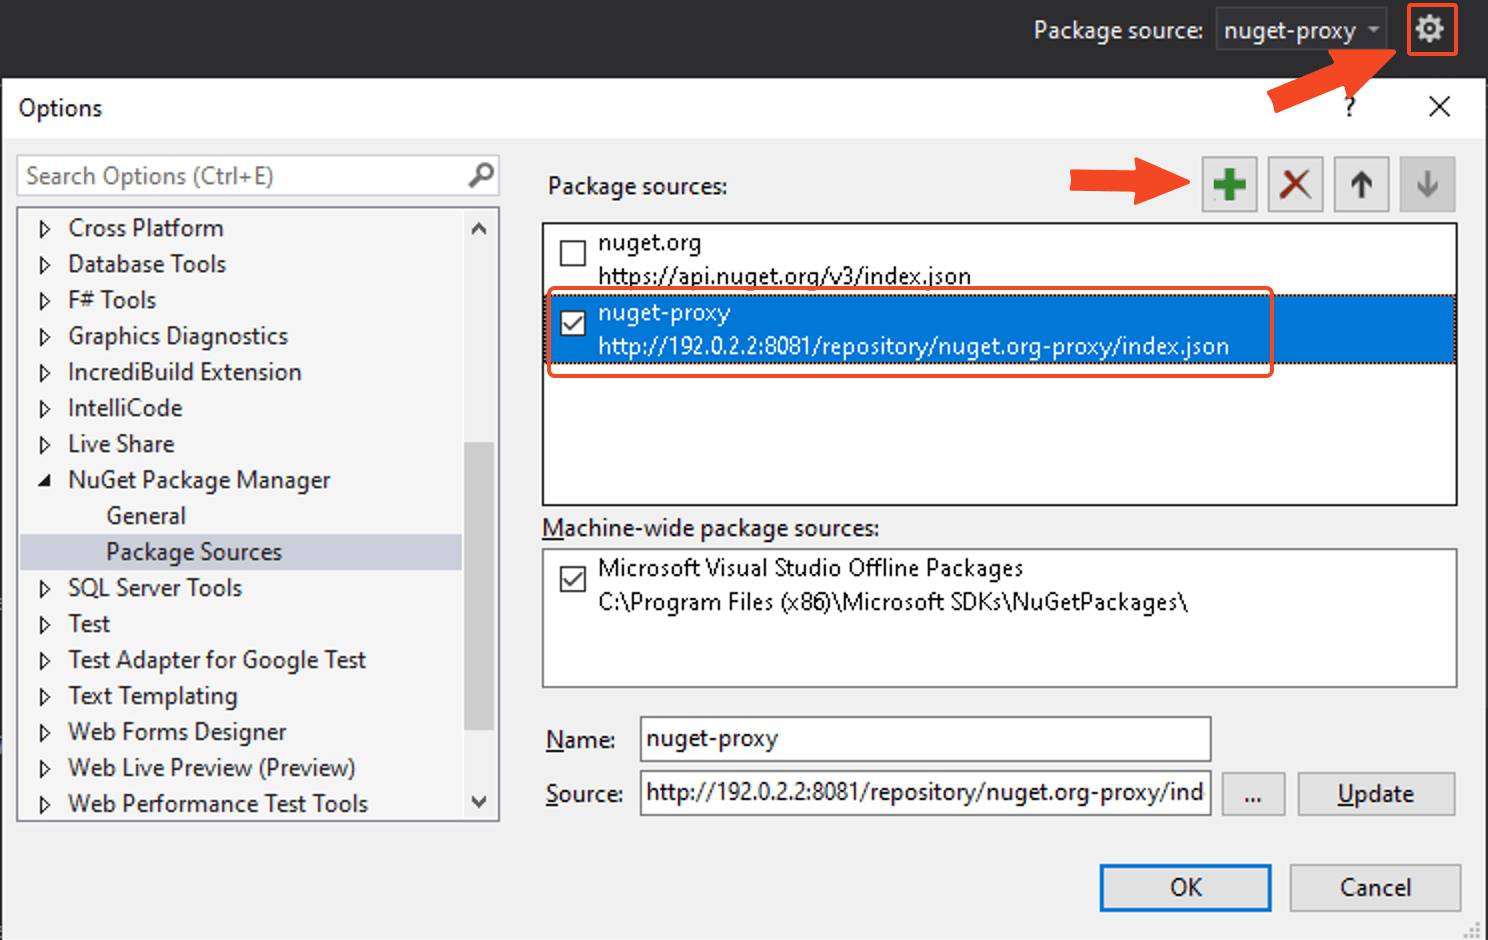 Package source: nuget-proxy
Options
?
Search Options (Ctrl+E)
Cross Platform
Database Tools
F# Tools
Graphics Diagnostics
IncrediBuild Extension
IntelliCode
Live Share
NuGet Package Manager
General
Package Sources
SQL Server Tools
Test
Test Adapter for Google Test
Text Templating
Web Forms Designer
Web Live Preview (Preview)
Web Performance Test Tools
Package sources:
nuget.org
https://api.nuget.org/v3/index.json
nuget-proxy
http://192.0.2.2:8081/repository/nuget.org-proxy/index.json
Machine-wide package sources:
Microsoft Visual Studio Offline Packages
C:\Program Files (x86)\Microsoft SDKs\NuGetPackages\
Name: nuget-proxy
Source: http://192.0.2.2:8081/repository/nuget.org-proxy/ind ... Update
OK Cancel